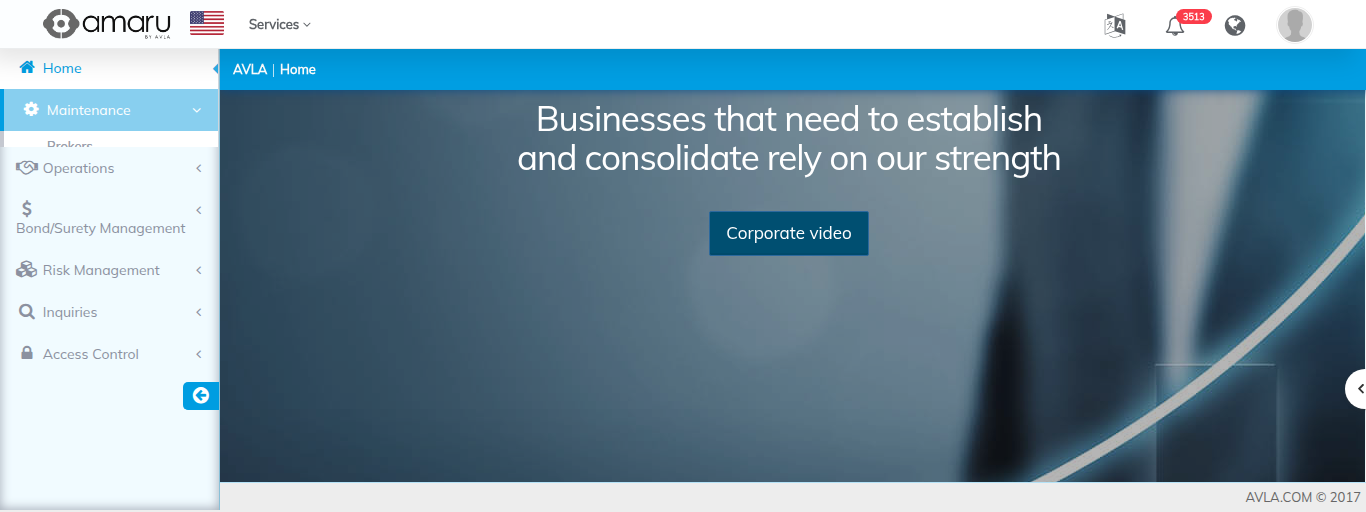 amaru
BY AVLA
Services
3513
Home
Maintenance
Brokers
Operations
$
Bond/Surety Management
Risk Management
Inquiries
Access Control
AVLA | Home
Businesses that need to establish
and consolidate rely on our strength
Corporate video
AVLA.COM © 2017